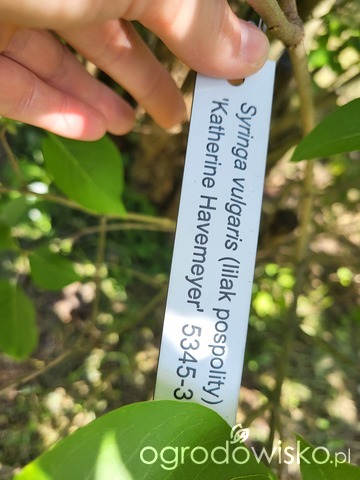 Syringa vulgaris (lilak pospolity)
'Katherine Havemeyer' 5345-3
ogrodowisko.pl